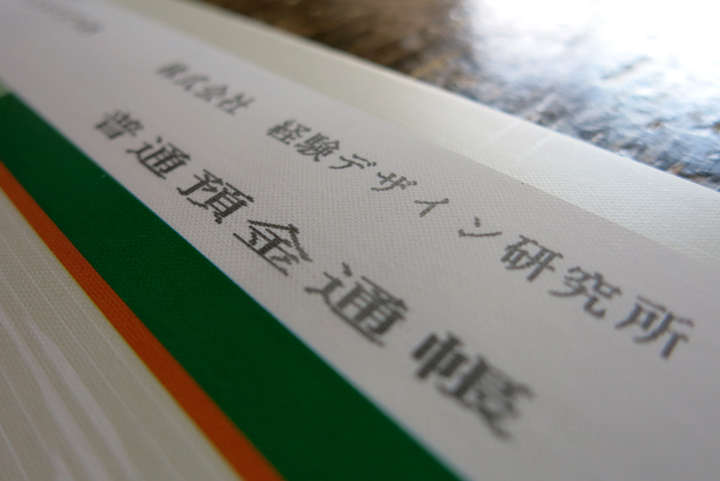 株式会社 経験デザイン研究所
普通預金通帳